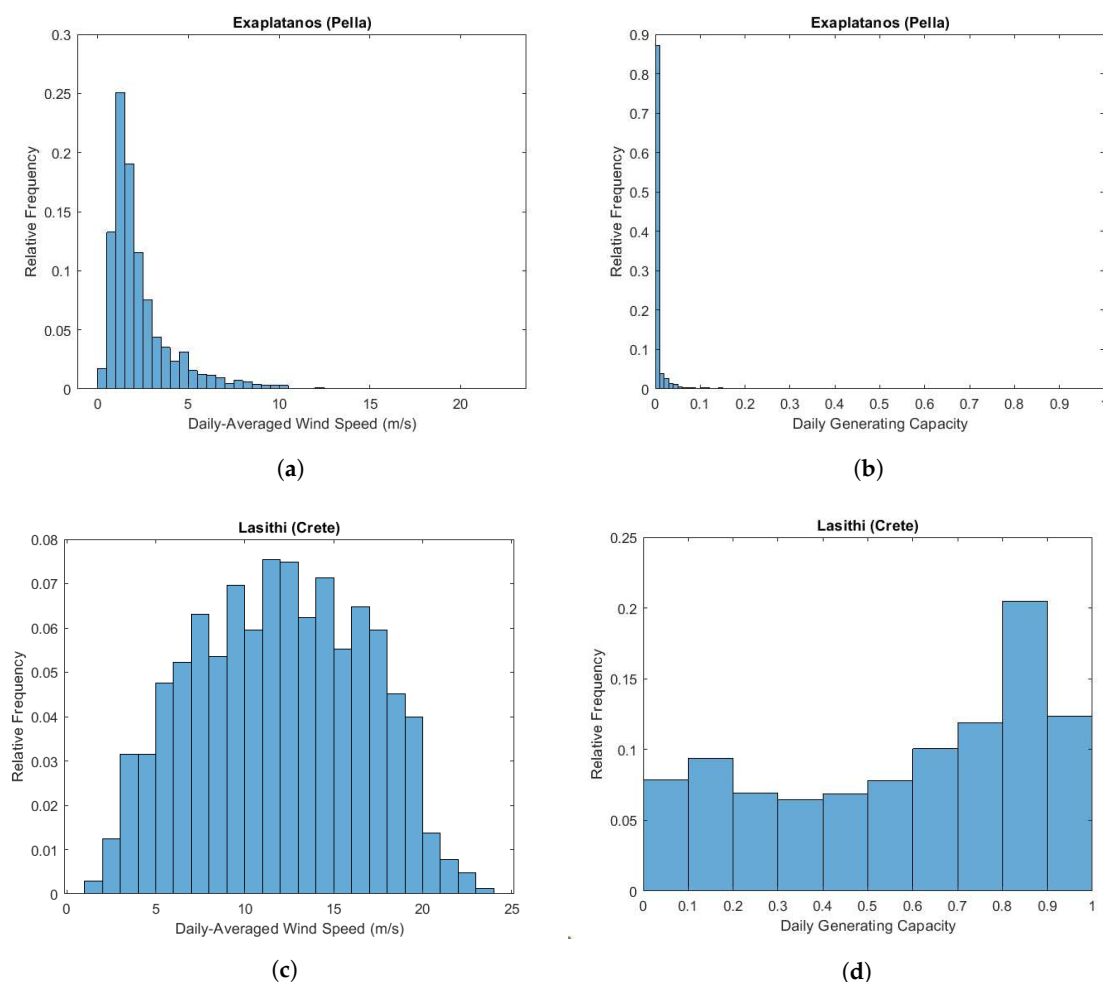 Exaplatanos (Pella)
0.3
0.25
0.2
0.15
0.1
0.05
0
Relative Frequency
0 5 10 15 20
Daily-Averaged Wind Speed (m/s)
(a)
Exaplatanos (Pella)
0.9
0.8
0.7
0.6
0.5
0.4
0.3
0.2
0.1
0
Relative Frequency
0 0.1 0.2 0.3 0.4 0.5 0.6 0.7 0.8 0.9 1
Daily Generating Capacity
(b)
Lasithi (Crete)
0.08
0.07
0.06
0.05
0.04
0.03
0.02
0.01
0
Relative Frequency
0 5 10 15 20 25
Daily-Averaged Wind Speed (m/s)
(c)
Lasithi (Crete)
0.25
0.2
0.15
0.1
0.05
0
Relative Frequency
0 0.1 0.2 0.3 0.4 0.5 0.6 0.7 0.8 0.9 1
Daily Generating Capacity
(d)